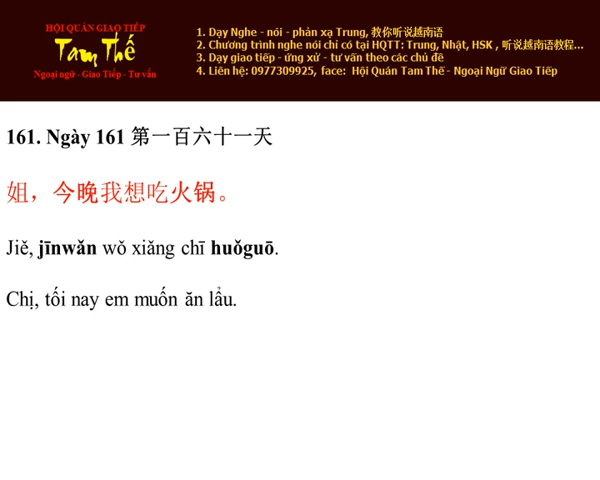 HỘI QUÁN GIAO TIẾP
Tam Thế
Ngoại ngữ - Giao Tiếp - Tư vấn
1. Dạy Nghe - nói - phản xạ Trung, 教你听说越南语
2. Chương trình nghe nói chỉ có tại HQTT: Trung, Nhật, HSK , 听说越南语教程...
3. Dạy giao tiếp - ứng xử - tư vấn theo các chủ đề
4. Liên hệ: 0977309925, face: Hội Quán Tam Thế - Ngoại Ngữ Giao Tiếp
161. Ngày 161 第一百六十一天
姐，今晚我想吃火锅。
Jiě, jīnwǎn wǒ xiǎng chī huǒguō.
Chị, tối nay em muốn ăn lẩu.